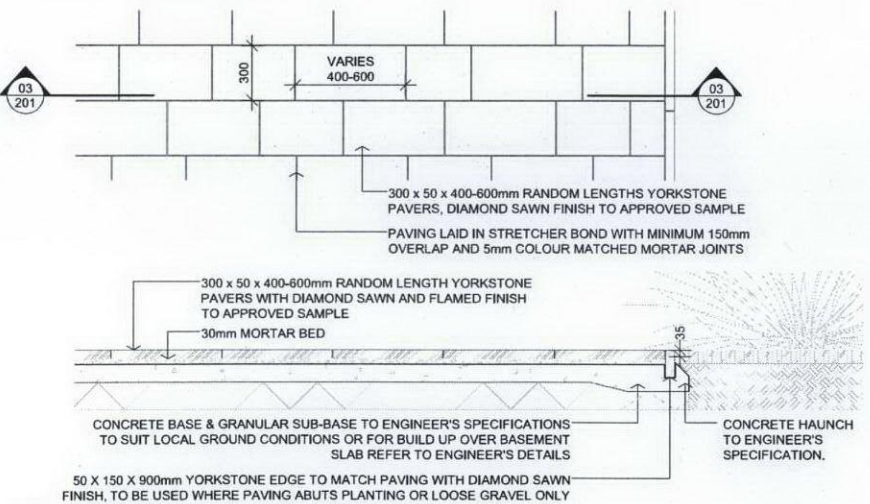 VARIES
400-600
300
03
201
03
201
300 x 50 x 400-600mm RANDOM LENGTHS YORKSTONE
PAVERS, DIAMOND SAWN FINISH TO APPROVED SAMPLE
PAVING LAID IN STRETCHER BOND WITH MINIMUM 150mm
OVERLAP AND 5mm COLOUR MATCHED MORTAR JOINTS
300 x 50 x 400-600mm RANDOM LENGTH YORKSTONE
PAVERS WITH DIAMOND SAWN AND FLAMED FINISH
TO APPROVED SAMPLE
30mm MORTAR BED
35
CONCRETE BASE & GRANULAR SUB-BASE TO ENGINEER'S SPECIFICATIONS
TO SUIT LOCAL GROUND CONDITIONS OR FOR BUILD UP OVER BASEMENT
SLAB REFER TO ENGINEER'S DETAILS
CONCRETE HAUNCH
TO ENGINEER'S
SPECIFICATION.
50 X 150 X 900mm YORKSTONE EDGE TO MATCH PAVING WITH DIAMOND SAWN
FINISH, TO BE USED WHERE PAVING ABUTS PLANTING OR LOOSE GRAVEL ONLY